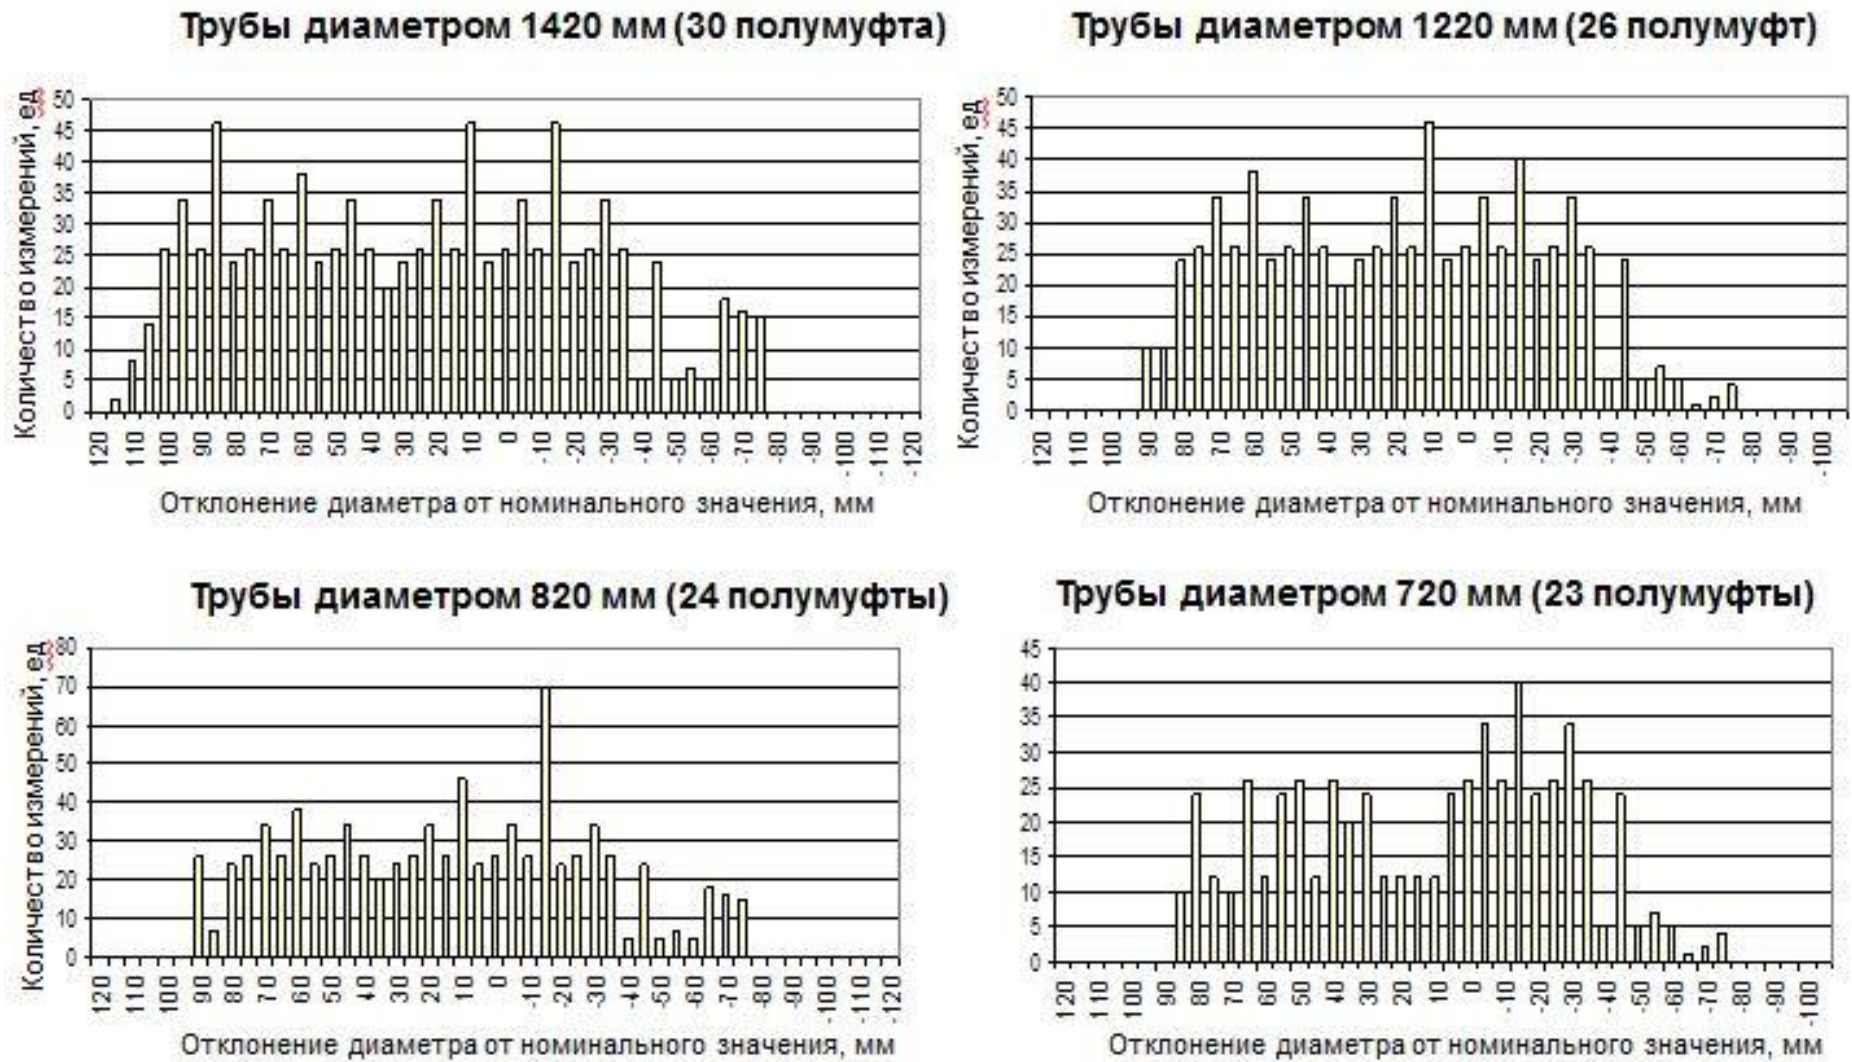 Трубы диаметром 1420 мм (30 полумуфта)
Количество измерений, ед
50
45
40
35
30
25
20
15
10
5
0
120 110 100 90 80 70 60 50 40 30 20 10 0 -10 -20 -30 -40 -50 -60 -70 -80 -90 -100 -110 -120
Отклонение диаметра от номинального значения, мм
Трубы диаметром 1220 мм (26 полумуфт)
Количество измерений, ед
50
45
40
35
30
25
20
15
10
5
0
120 110 100 90 80 70 60 50 40 30 20 10 0 -10 -20 -30 -40 -50 -60 -70 -80 -90 -100
Отклонение диаметра от номинального значения, мм
Трубы диаметром 820 мм (24 полумуфты)
Количество измерений, ед
80
70
60
50
40
30
20
10
0
120 110 100 90 80 70 60 50 40 30 20 10 0 -10 -20 -30 -40 -50 -60 -70 -80 -90 -100 -110 -120
Отклонение диаметра от номинального значения, мм
Трубы диаметром 720 мм (23 полумуфты)
45
40
35
30
25
20
15
10
5
0
120 110 100 90 80 70 60 50 40 30 20 10 0 -10 -20 -30 -40 -50 -60 -70 -80 -90 -100
Отклонение диаметра от номинального значения, мм